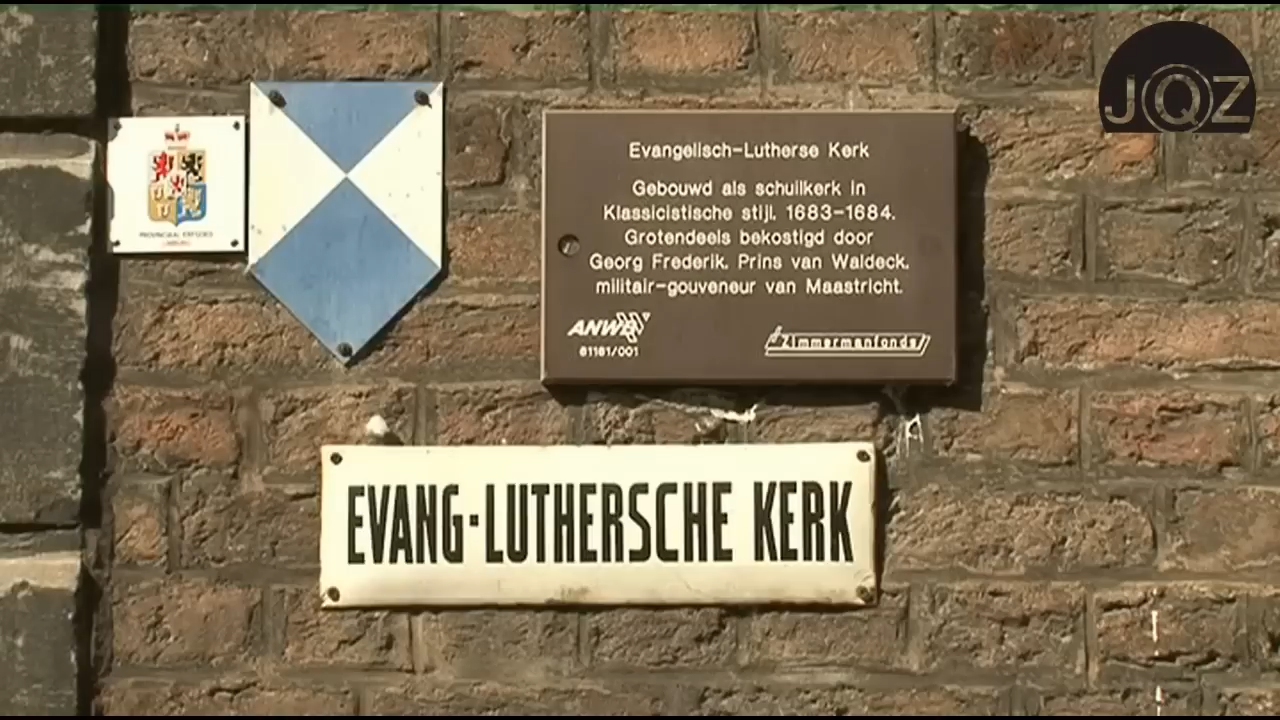 JQZ
Evangelisch-Lutherse Kerk
Gebouwd als schuilkerk in
Klassicistische stijl. 1683-1684.
Grotendeels bekostigd door
Georg Frederik. Prins van Waldeck.
militair-gouveneur van Maastricht.
ANWB
61161/001
Zimmermanfonds
PROVINCIAAL
EVANG-LUTHERSCHE KERK